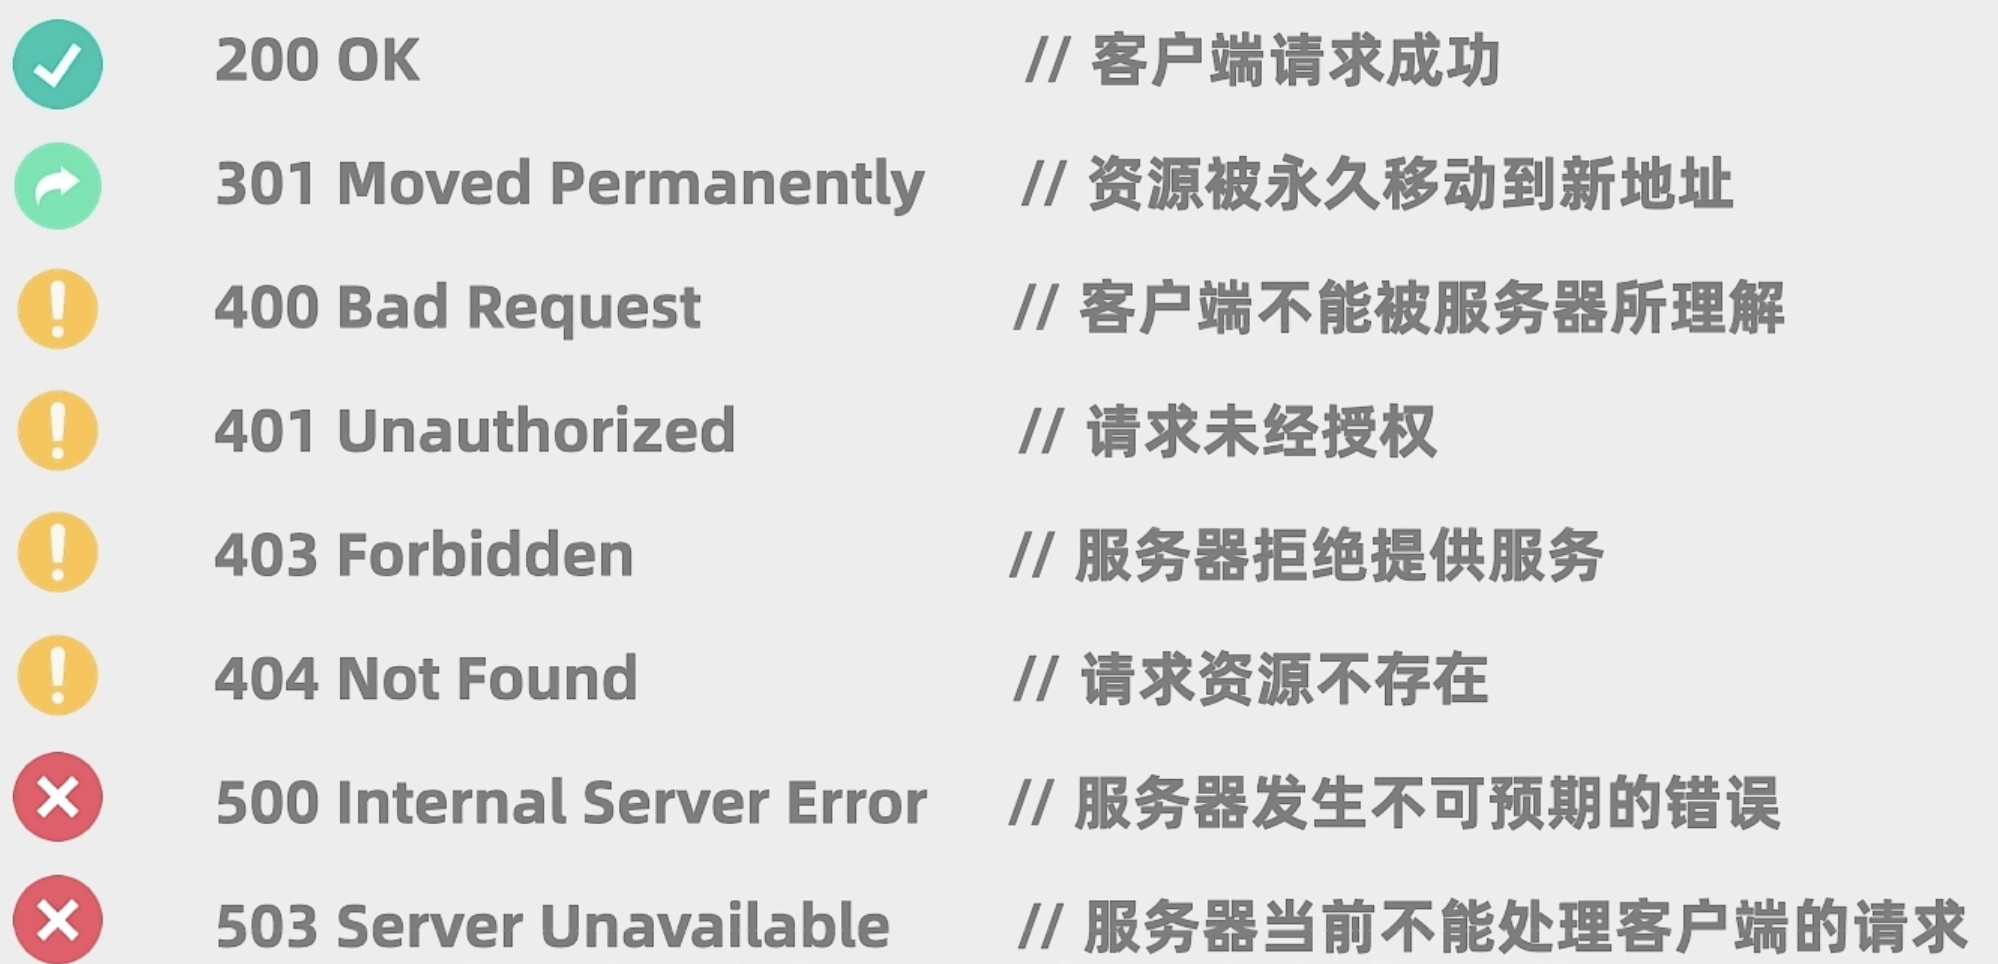 200 OK // 客户端请求成功
301 Moved Permanently // 资源被永久移动到新地址
400 Bad Request // 客户端不能被服务器所理解
401 Unauthorized // 请求未经授权
403 Forbidden // 服务器拒绝提供服务
404 Not Found // 请求资源不存在
500 Internal Server Error // 服务器发生不可预期的错误
503 Server Unavailable // 服务器当前不能处理客户端的请求